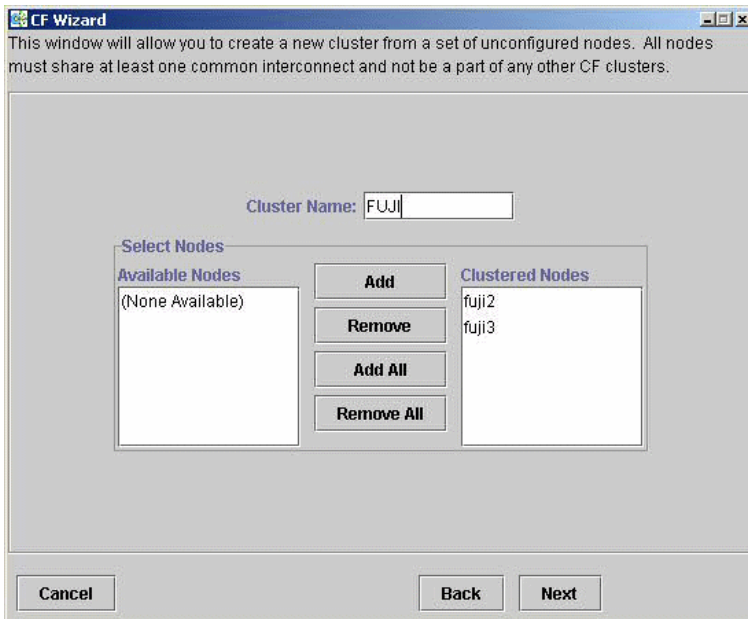 CF Wizard
This window will allow you to create a new cluster from a set of unconfigured nodes. All nodes
must share at least one common interconnect and not be a part of any other CF clusters.
Cluster Name: FUJI
Select Nodes
Available Nodes
(None Available)
Add
Remove
Add All
Remove All
Clustered Nodes
fuji2
fuji3
Cancel
Back
Next